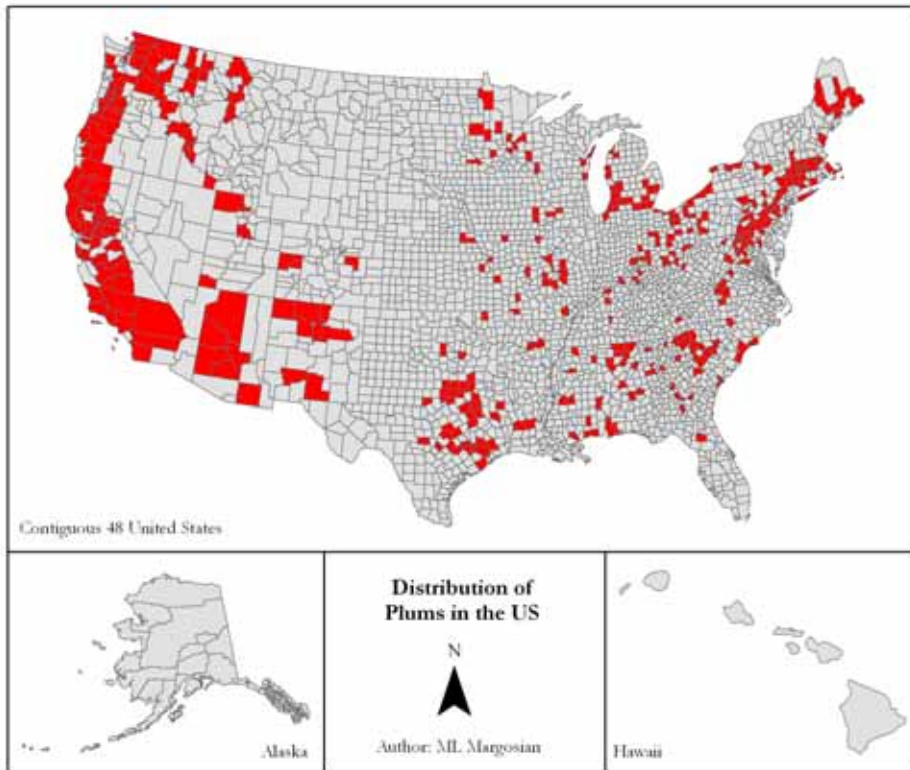 Contiguous 48 United States
Alaska
Distribution of
Plums in the US
N
Author: ML Margosian
Hawaii